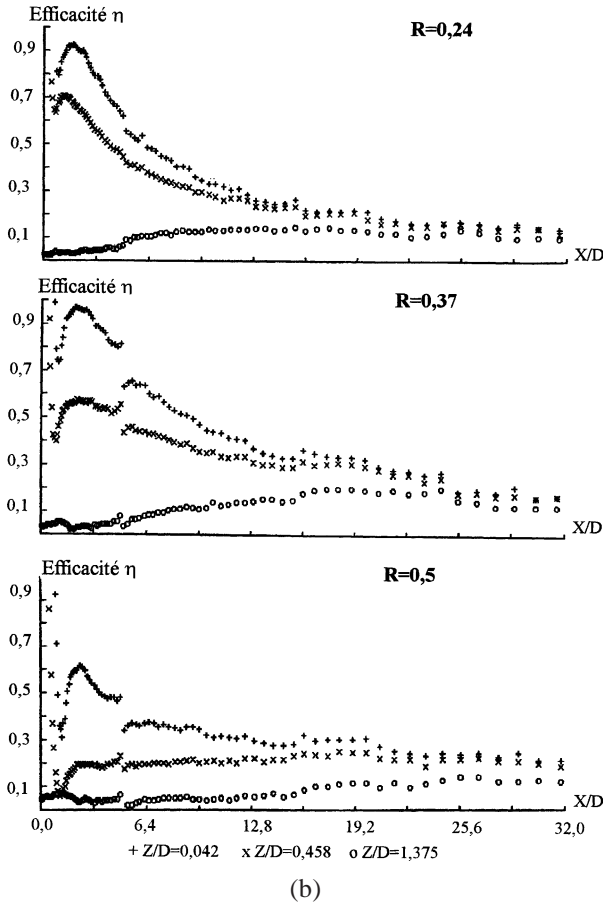 Efficacité η
R=0,24
0,9
0,7
0,5
0,3
0,1
X/D
Efficacité η
R=0,37
0,9
0,7
0,5
0,3
0,1
X/D
Efficacité η
R=0,5
0,9
0,7
0,5
0,3
0,1
X/D
0,0 6,4 12,8 19,2 25,6 32,0
+ Z/D=0,042 x Z/D=0,458 o Z/D=1,375
(b)